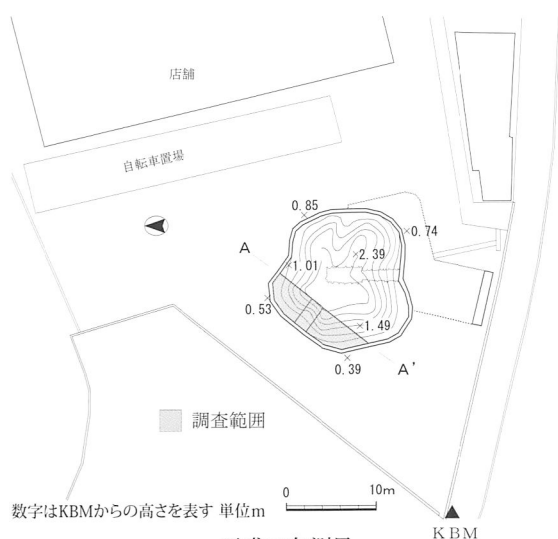 店舗
自転車置場
0.85
0.74
A
1.01
2.39
0.53
1.49
A'
0.39
調査範囲
数字はKBMからの高さを表す 単位m
0 10m
KBM